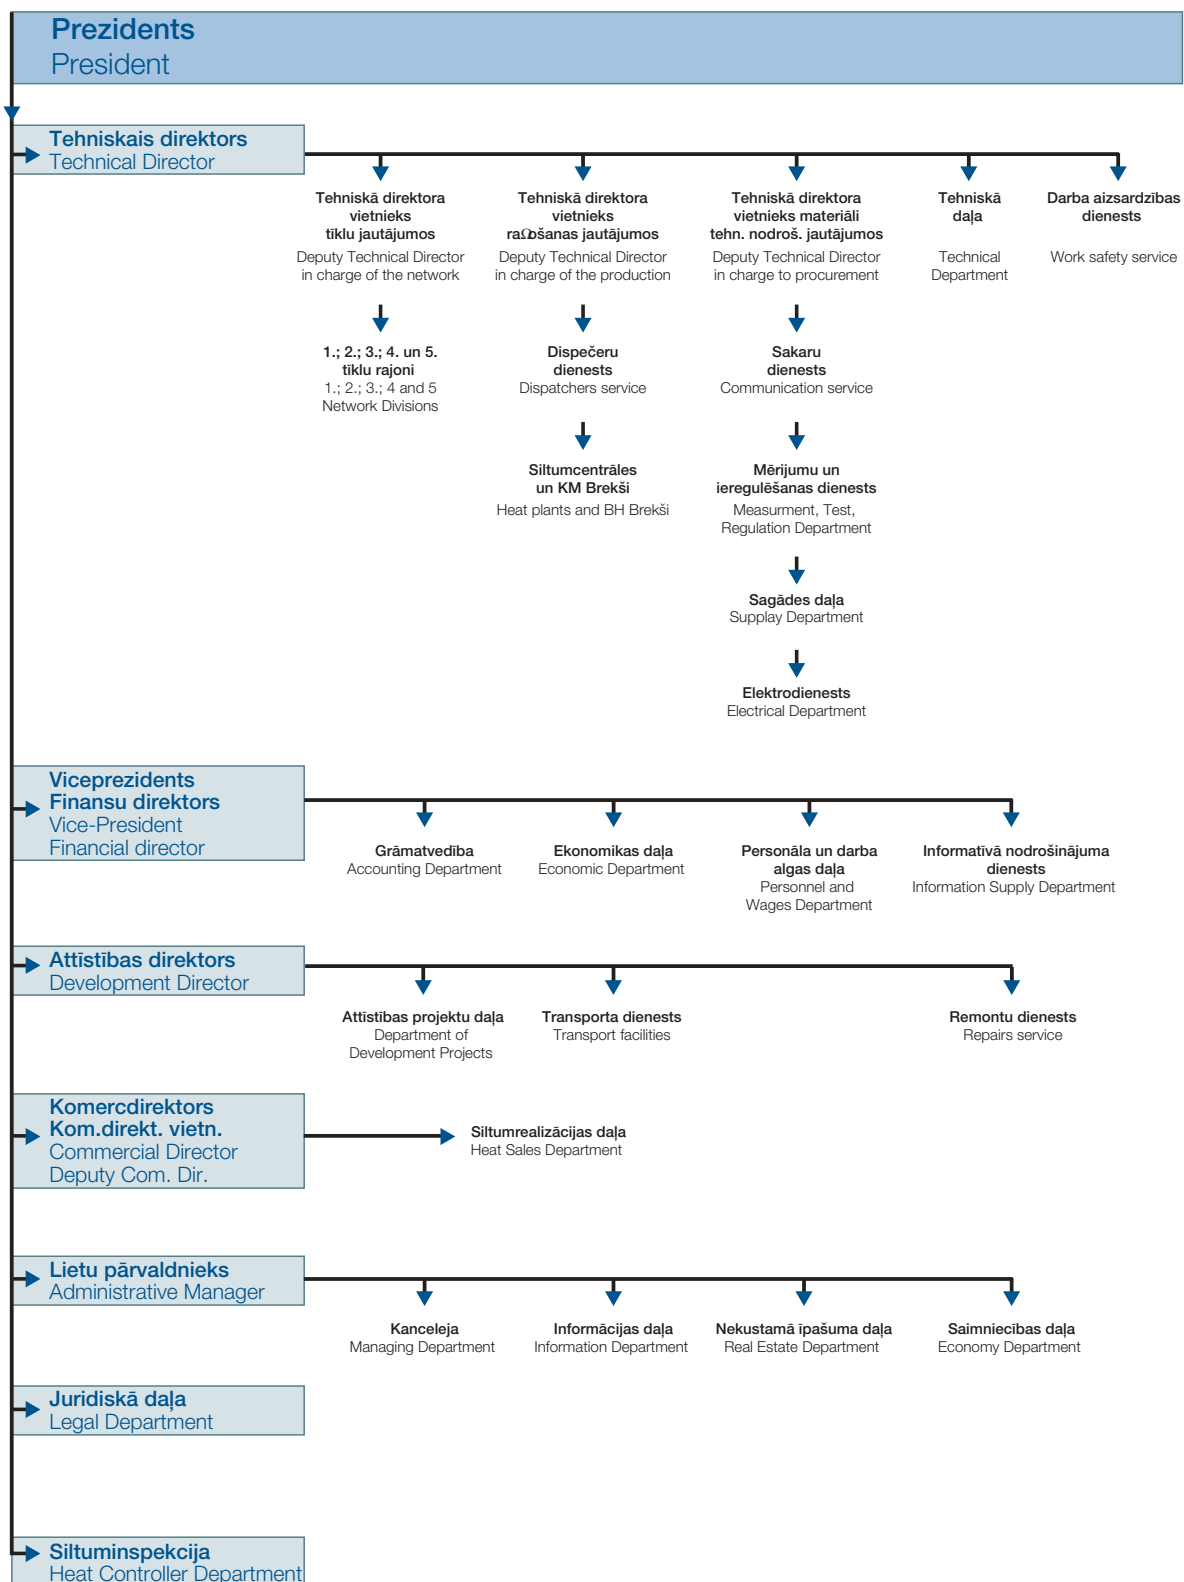 Prezidents
President
Tehniskais direktors
Technical Director
Tehniskā direktora
vietnieks
tīklu jautājumos
Deputy Technical Director
in charge of the network
Tehniskā direktora
vietnieks
raΩošanas jautājumos
Deputy Technical Director
in charge of the production
Tehniskā direktora
vietnieks materiāli
tehn. nodroš. jautājumos
Deputy Technical Director
in charge to procurement
Tehniskā
daļa
Technical
Department
Darba aizsardzības
dienests
Work safety service
1.; 2.; 3.; 4. un 5.
tīklu rajoni
1.; 2.; 3.; 4 and 5
Network Divisions
Dispečeru
dienests
Dispatchers service
Sakaru
dienests
Communication service
Siltumcentrāles
un KM Brekši
Heat plants and BH Brekši
Mērijumu un
ieregulēšanas dienests
Measurment, Test,
Regulation Department
Sagādes daļa
Supplay Department
Elektrodienests
Electrical Department
Viceprezidents
Finansu direktors
Vice-President
Financial director
Grāmatvedība
Accounting Department
Ekonomikas daļa
Economic Department
Personāla un darba
algas daļa
Personnel and
Wages Department
Informatīvā nodrošinājuma
dienests
Information Supply Department
Attīstības direktors
Development Director
Attīstības projektu daļa
Department of
Development Projects
Transporta dienests
Transport facilities
Remontu dienests
Repairs service
Komercdirektors
Kom.direkt. vietn.
Commercial Director
Deputy Com. Dir.
Siltumrealizācijas daļa
Heat Sales Department
Lietu pārvaldnieks
Administrative Manager
Kanceleja
Managing Department
Informācijas daļa
Information Department
Nekustamā īpašuma daļa
Real Estate Department
Saimniecības daļa
Economy Department
Juridiskā daļa
Legal Department
Siltuminspekcija
Heat Controller Department